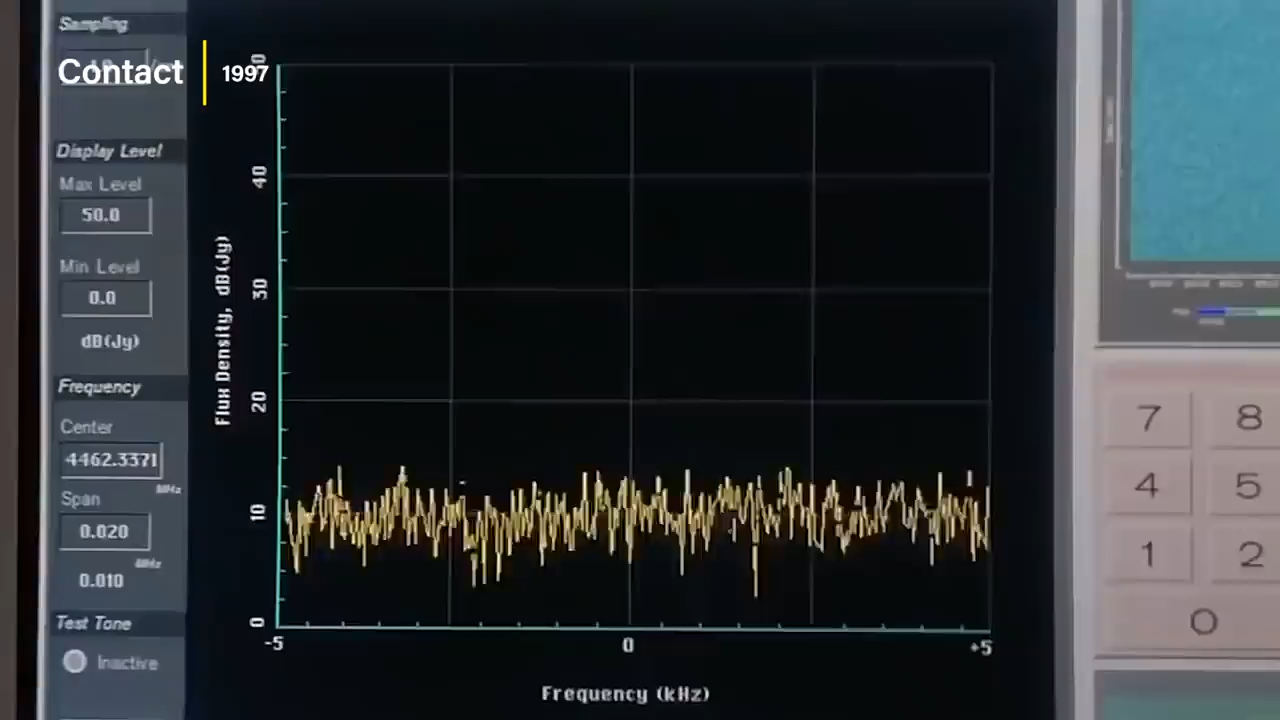 Sampling
Contact
1997
Display Level
Max Level
50.0
Min Level
0.0
dB(Jy)
Frequency
Center
4462.3371
MHz
Span
0.020
MHz
0.010
Test Tone
Inactive
Flux Density, dB(Jy)
40
30
20
10
0
-5
0
+5
Frequency (kHz)
7
8
4
5
1
2
0